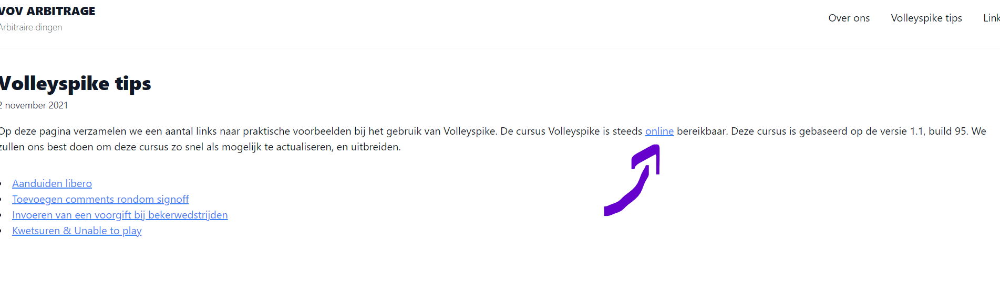 VOV ARBITRAGE
Arbitraire dingen
Over ons
Volleyspike tips
Link
Volleyspike tips
2 november 2021
Op deze pagina verzamelen we een aantal links naar praktische voorbeelden bij het gebruik van Volleyspike. De cursus Volleyspike is steeds online bereikbaar. Deze cursus is gebaseerd op de versie 1.1, build 95. We
zullen ons best doen om deze cursus zo snel als mogelijk te actualiseren, en uitbreiden.
Aanduiden libero
Toevoegen comments rondom signoff
Invoeren van een voorgift bij bekerwedstrijden
Kwetsuren & Unable to play